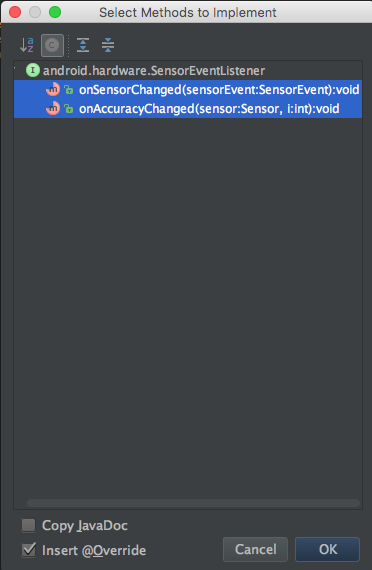 Select Methods to Implement
android.hardware.SensorEventListener
onSensorChanged(sensorEvent:SensorEvent):void
onAccuracyChanged(sensor:Sensor, i:int):void
Copy JavaDoc
Insert @Override
Cancel
OK